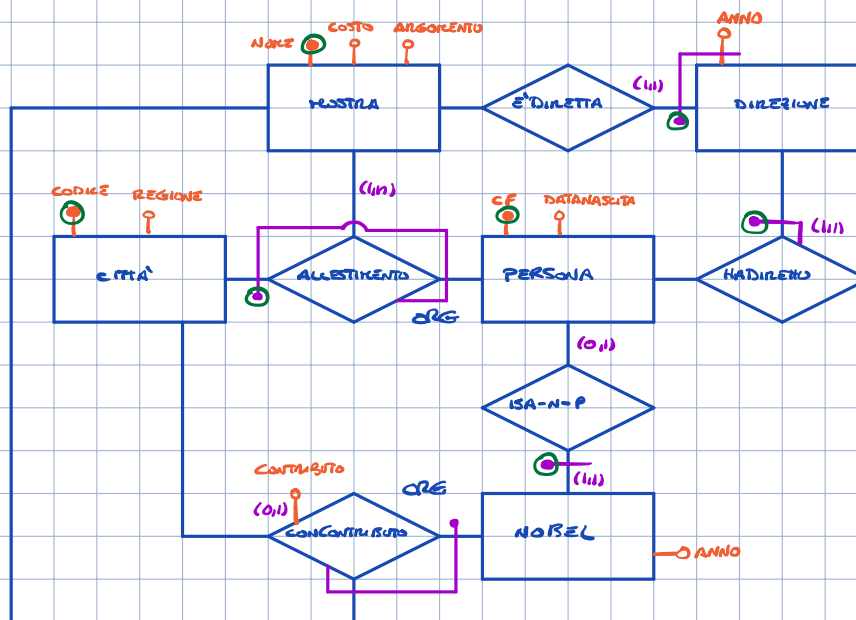 ANNO
NOME COSTO ARGOMENTO
MOSTRA
E' DIRETTA
(1,1)
DIREZIONE
CODICE REGIONE
(1,n)
CF DATANASCITA
(1,1)
CITTÀ
ALLESTIMENTO
PERSONA
HADIRETTO
ORG
(0,1)
ISA-N-P
CONTRIBUTO
ORG
(1,1)
(0,1)
CONCONTRIBUTO
NOBEL
ANNO